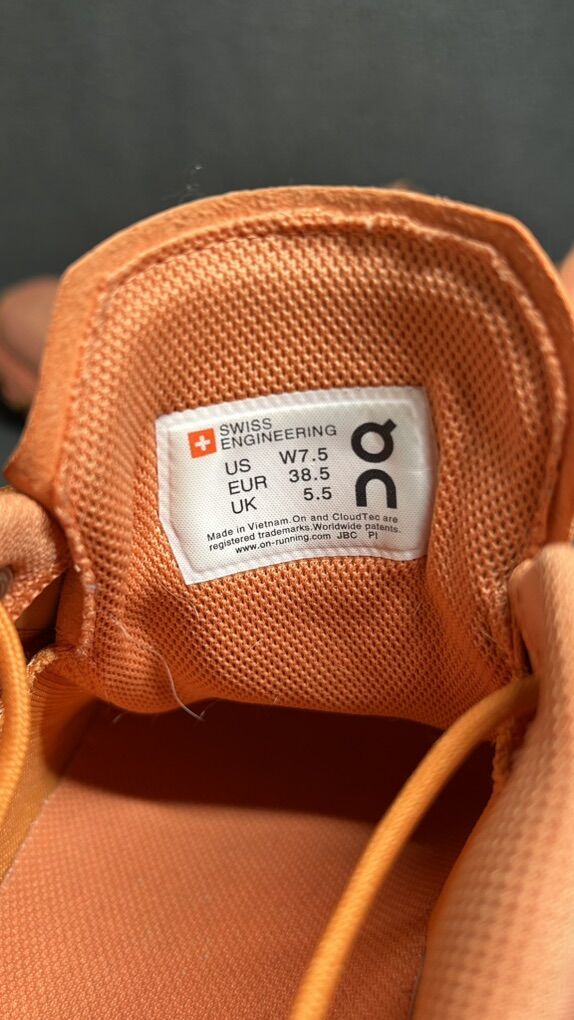 SWISS
ENGINEERING
US W7.5
EUR 38.5
UK 5.5
Made in Vietnam.On and CloudTec are
registered trademarks.Worldwide patents.
www.on-running.com JBC PI
On